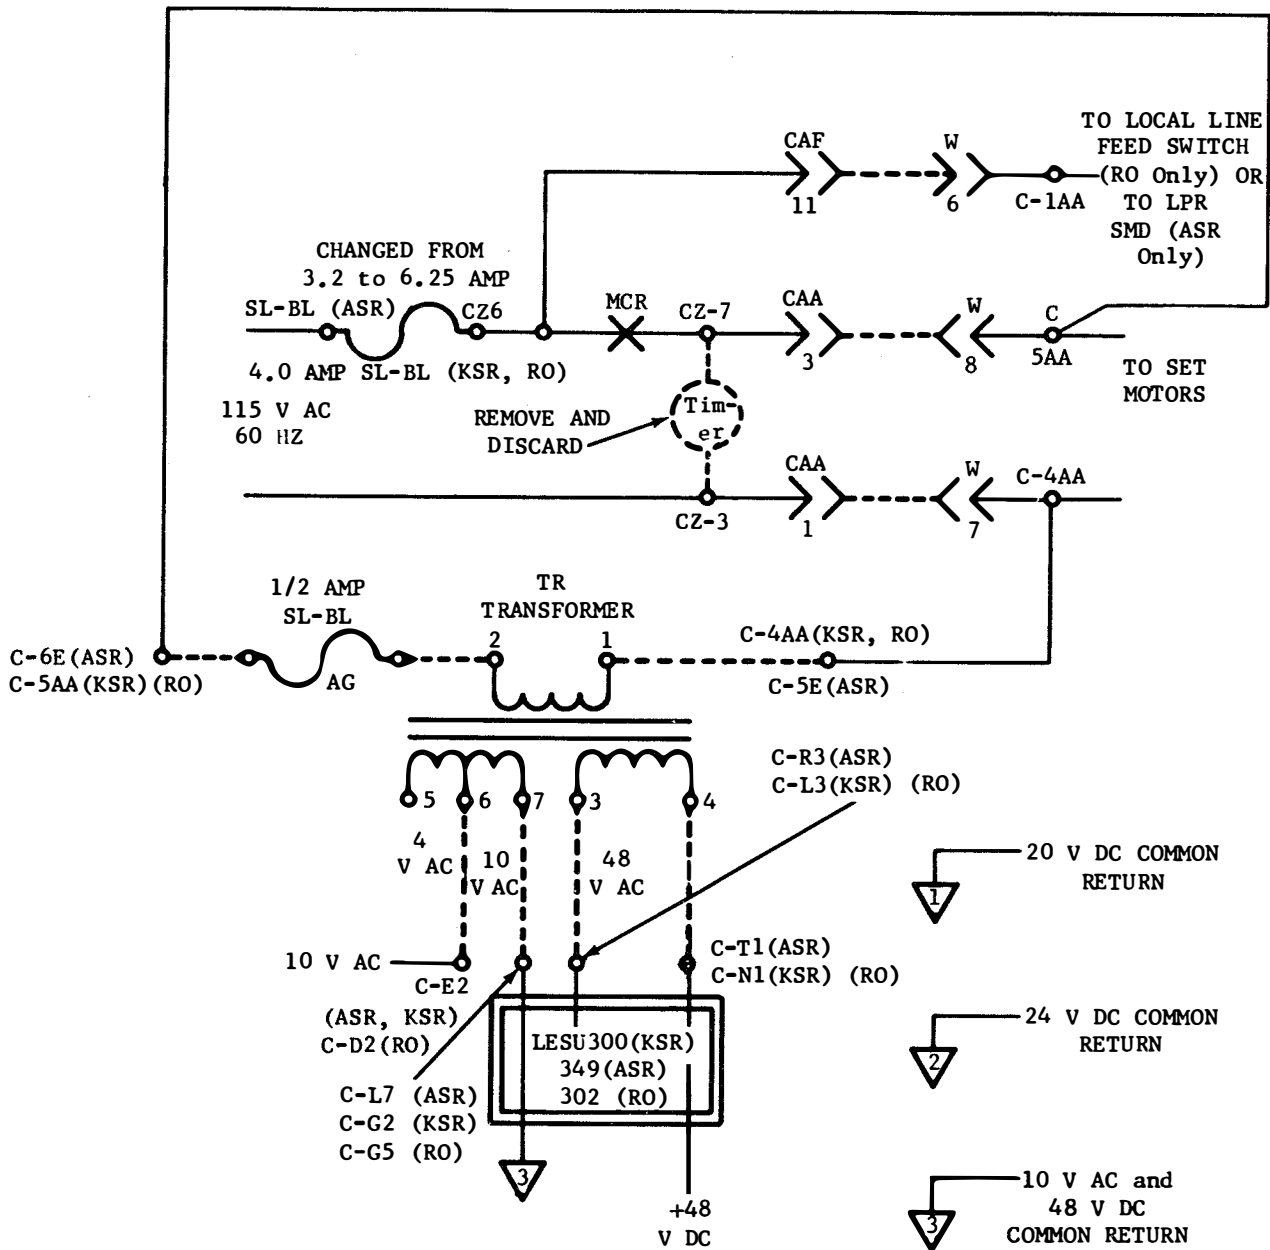 TO LOCAL LINE
FEED SWITCH
(RO Only) OR
TO LPR
SMD (ASR
Only)
CAF
11
W
6
C-1AA
CHANGED FROM
3.2 to 6.25 AMP
SL-BL (ASR)
CZ6
MCR
CZ-7
CAA
3
W
8
C
5AA
4.0 AMP SL-BL (KSR, RO)
TO SET
MOTORS
115 V AC
60 HZ
REMOVE AND
DISCARD
Tim-
er
CZ-3
CAA
1
W
7
C-4AA
1/2 AMP
SL-BL
TR
TRANSFORMER
2
1
C-4AA(KSR, RO)
C-6E(ASR)
C-5AA(KSR)(RO)
AG
C-5E(ASR)
C-R3(ASR)
C-L3(KSR) (RO)
5
6
7
3
4
4
V AC
10
V AC
48
V AC
20 V DC COMMON
RETURN
1
10 V AC
C-E2
(ASR, KSR)
C-D2(RO)
C-T1(ASR)
C-N1(KSR) (RO)
24 V DC COMMON
RETURN
2
LESU300(KSR)
349(ASR)
302 (RO)
C-L7 (ASR)
C-G2 (KSR)
C-G5 (RO)
3
+48
V DC
10 V AC and
48 V DC
COMMON RETURN
3